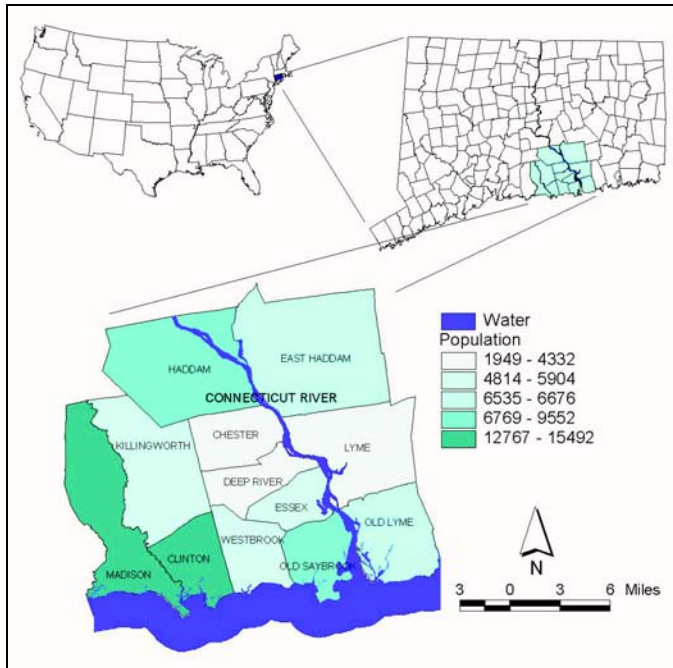 Water
Population
1949 - 4332
4814 - 5904
6535 - 6676
6769 - 9552
12767 - 15492
HADDAM
EAST HADDAM
CONNECTICUT RIVER
KILLINGWORTH
CHESTER
LYME
DEEP RIVER
ESSEX
OLD LYME
WESTBROOK
CLINTON
OLD SAYBROOK
MADISON
N
3 0 3 6 Miles